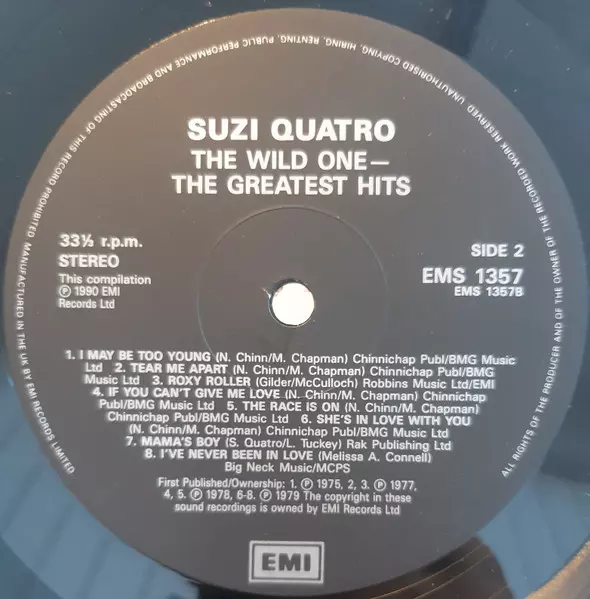 SUZI QUATRO
THE WILD ONE—
THE GREATEST HITS
33⅓ r.p.m.
STEREO
This compilation
℗ 1990 EMI
Records Ltd
SIDE 2
EMS 1357
EMS 1357B
1. I MAY BE TOO YOUNG (N. Chinn/M. Chapman) Chinnichap Publ/BMG Music
Ltd 2. TEAR ME APART (N. Chinn/M. Chapman) Chinnichap Publ/BMG
Music Ltd 3. ROXY ROLLER (Gilder/McCulloch) Robbins Music Ltd/EMI
4. IF YOU CAN'T GIVE ME LOVE (N. Chinn/M. Chapman) Chinnichap
Publ/BMG Music Ltd 5. THE RACE IS ON (N. Chinn/M. Chapman)
Chinnichap Publ/BMG Music Ltd 6. SHE'S IN LOVE WITH YOU
(N. Chinn/M. Chapman) Chinnichap Publ/BMG Music Ltd
7. MAMA'S BOY (S. Quatro/L. Tuckey) Rak Publishing Ltd
8. I'VE NEVER BEEN IN LOVE (Melissa A. Connell)
Big Neck Music/MCPS
First Published/Ownership: 1. ℗ 1975, 2, 3. ℗ 1977,
4, 5. ℗ 1978, 6-8. ℗ 1979 The copyright in these
sound recordings is owned by EMI Records Ltd
EMI
MANUFACTURED IN THE UK BY EMI RECORDS LIMITED
ALL RIGHTS OF THE PRODUCER AND OF THE OWNER OF THE RECORDED WORK RESERVED UNAUTHORISED COPYING, HIRING, RENTING, PUBLIC PERFORMANCE AND BROADCASTING OF THIS RECORD PROHIBITED